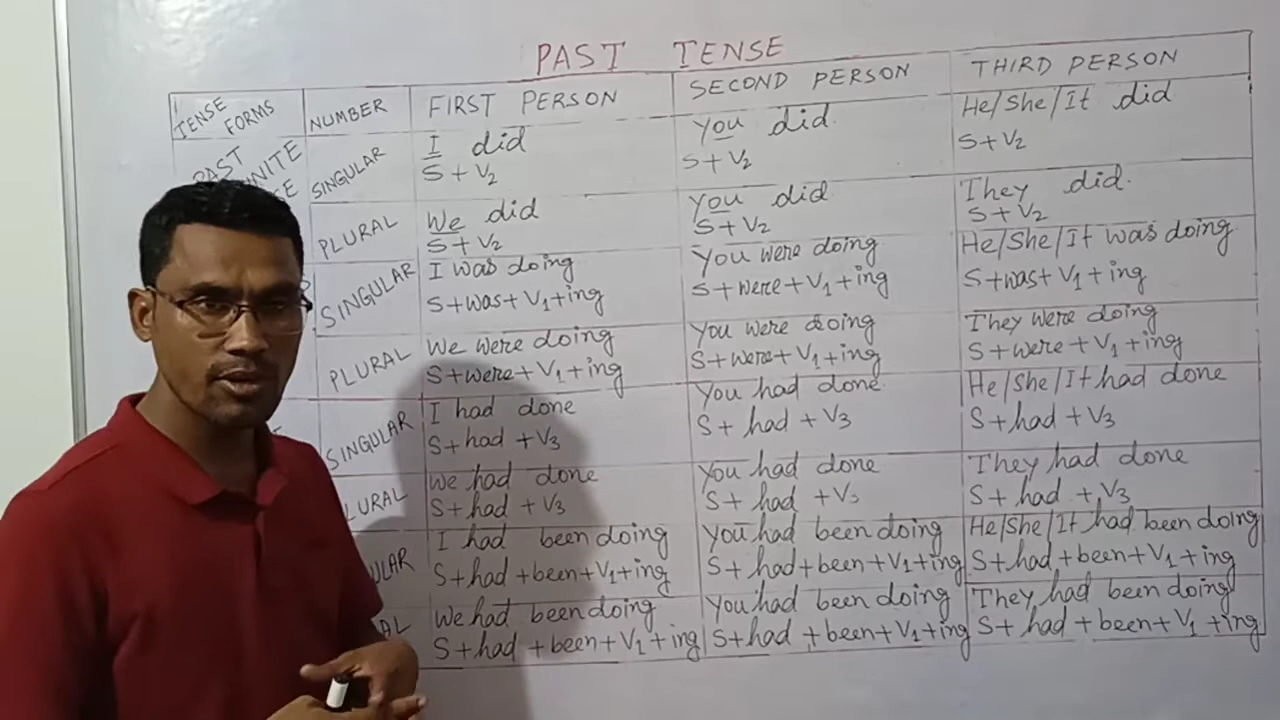 PAST TENSE
TENSE FORMS
NUMBER
FIRST PERSON
SECOND PERSON
THIRD PERSON
PAST
SINGULAR
I did
S + V2
You did
S + V2
He/She/It did
S + V2
PLURAL
We did
S + V2
You did
S + V2
They did.
S + V2
SINGULAR
I was doing
S + was + V1 + ing
You were doing
S + were + V1 + ing
He/She/It was doing
S + was + V1 + ing
PLURAL
We were doing
S + were + V1 + ing
You were doing
S + were + V1 + ing
They were doing
S + were + V1 + ing
SINGULAR
I had done
S + had + V3
You had done
S + had + V3
He/She/It had done
S + had + V3
We had done
S + had + V3
You had done
S + had + V3
They had done
S + had + V3
I had been doing
S + had + been + V1 + ing
You had been doing
S + had + been + V1 + ing
He/She/It had been doing
S + had + been + V1 + ing
We had been doing
S + had + been + V1 + ing
You had been doing
S + had + been + V1 + ing
They had been doing
S + had + been + V1 + ing